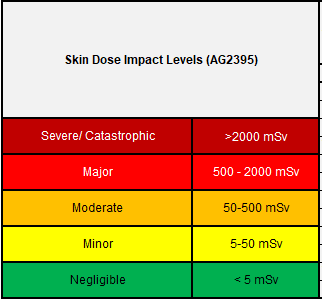 Skin Dose Impact Levels (AG2395)
Severe/ Catastrophic >2000 mSv
Major 500 - 2000 mSv
Moderate 50-500 mSv
Minor 5-50 mSv
Negligible < 5 mSv